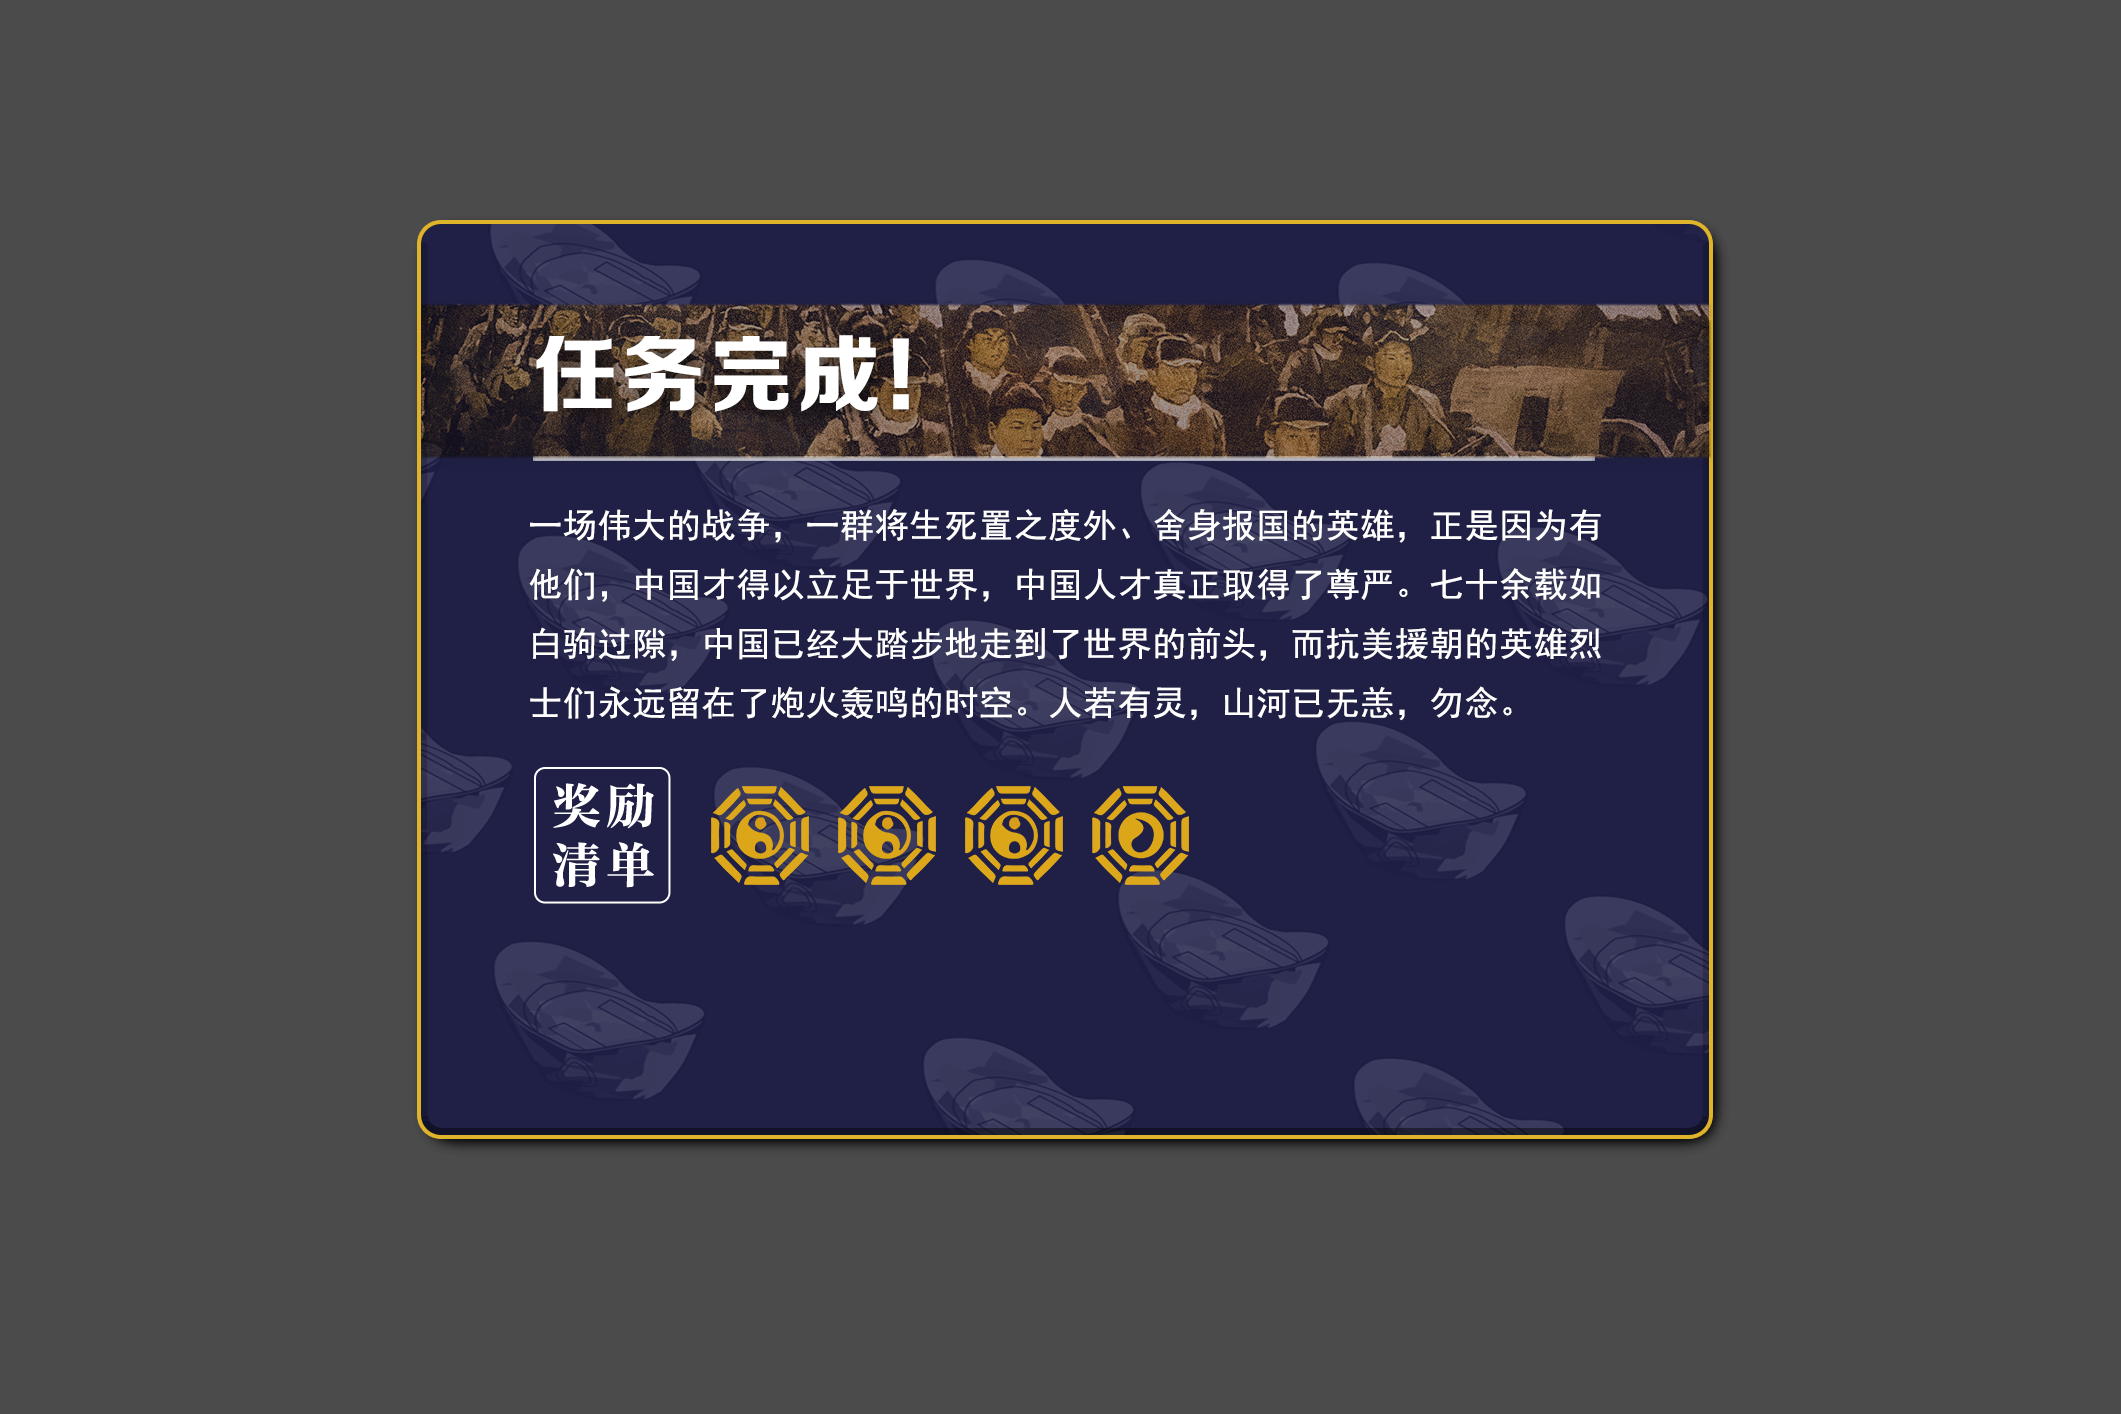 任务完成!
一场伟大的战争，一群将生死置之度外、舍身报国的英雄，正是因为有
他们，中国才得以立足于世界，中国人才真正取得了尊严。七十余载如
白驹过隙，中国已经大踏步地走到了世界的前头，而抗美援朝的英雄烈
士们永远留在了炮火轰鸣的时空。人若有灵，山河已无恙，勿念。
奖励
清单